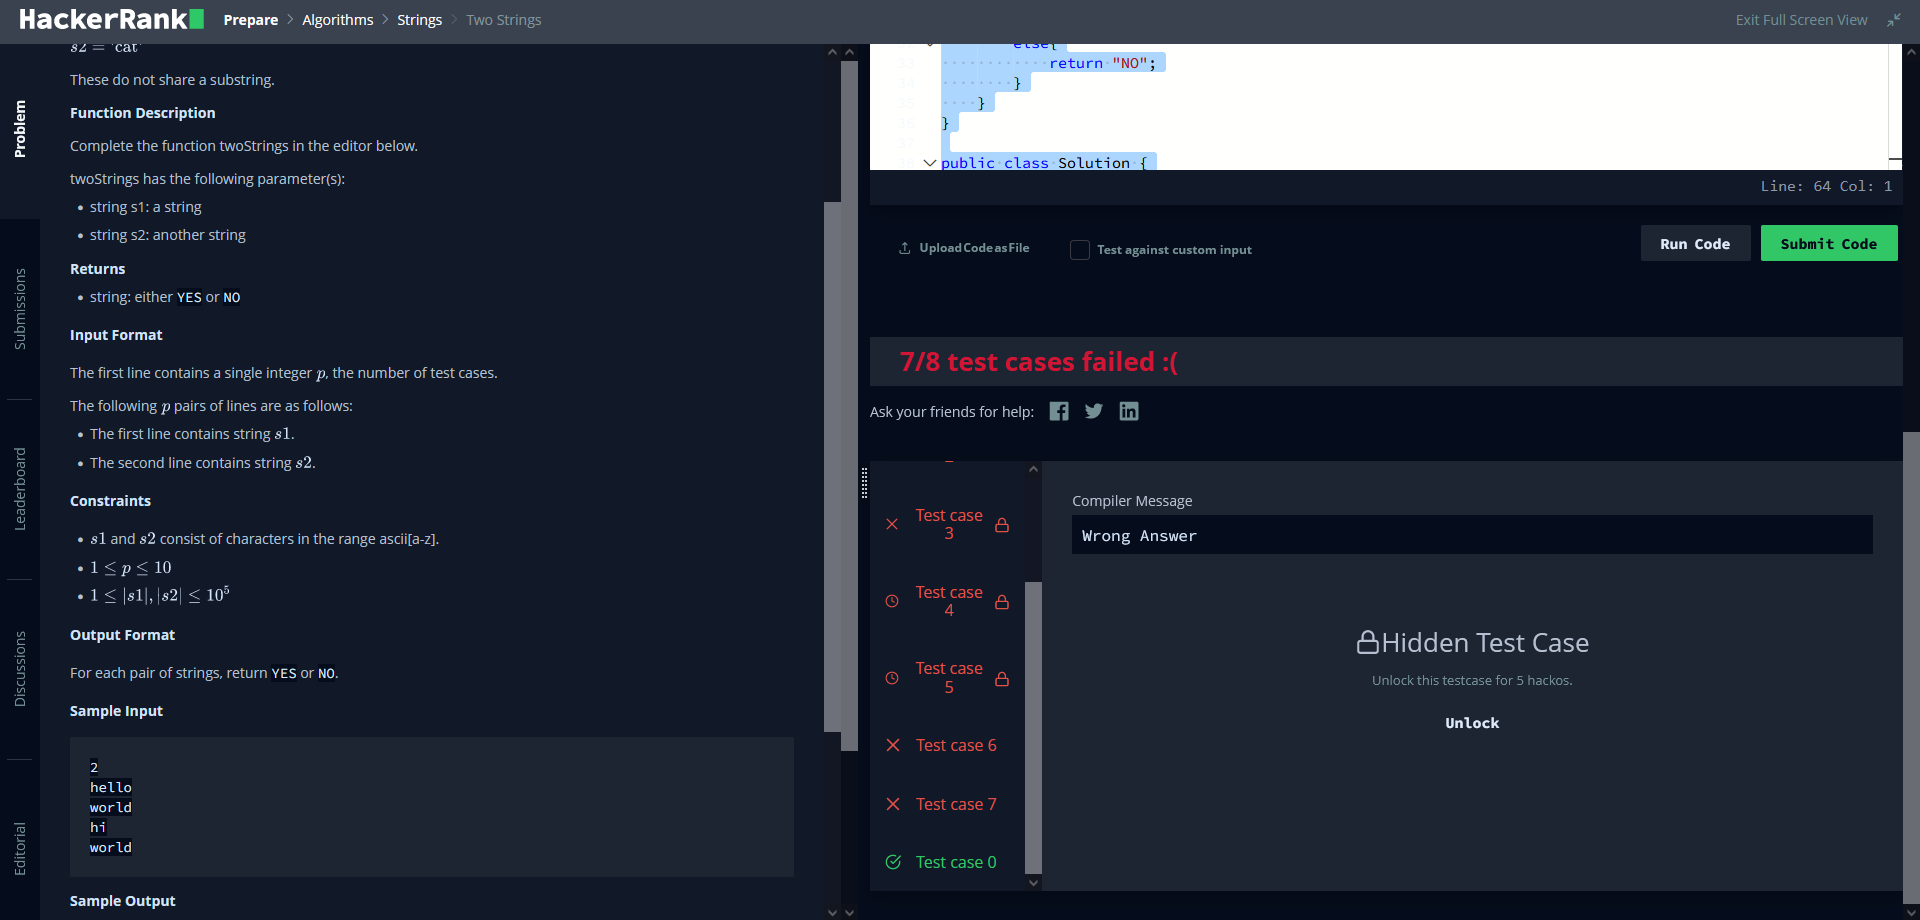 HackerRank
Prepare > Algorithms > Strings > Two Strings
Exit Full Screen View
Problem
Submissions
Leaderboard
Discussions
Editorial
s2 = 'cat'
These do not share a substring.
Function Description
Complete the function twoStrings in the editor below.
twoStrings has the following parameter(s):
• string s1: a string
• string s2: another string
Returns
• string: either YES or NO
Input Format
The first line contains a single integer p, the number of test cases.
The following p pairs of lines are as follows:
• The first line contains string s1.
• The second line contains string s2.
Constraints
• s1 and s2 consist of characters in the range ascii[a-z].
• 1 ≤ p ≤ 10
• 1 ≤ |s1|, |s2| ≤ 10⁵
Output Format
For each pair of strings, return YES or NO.
Sample Input
2
hello
world
hi
world
Sample Output
else{
33 return "NO";
34 }
35 }
36 }
37
38 public class Solution {
Line: 64 Col: 1
Upload Code as File
Test against custom input
Run Code
Submit Code
7/8 test cases failed :(
Ask your friends for help:
Test case 3
Test case 4
Test case 5
Test case 6
Test case 7
Test case 0
Compiler Message
Wrong Answer
Hidden Test Case
Unlock this testcase for 5 hackos.
Unlock